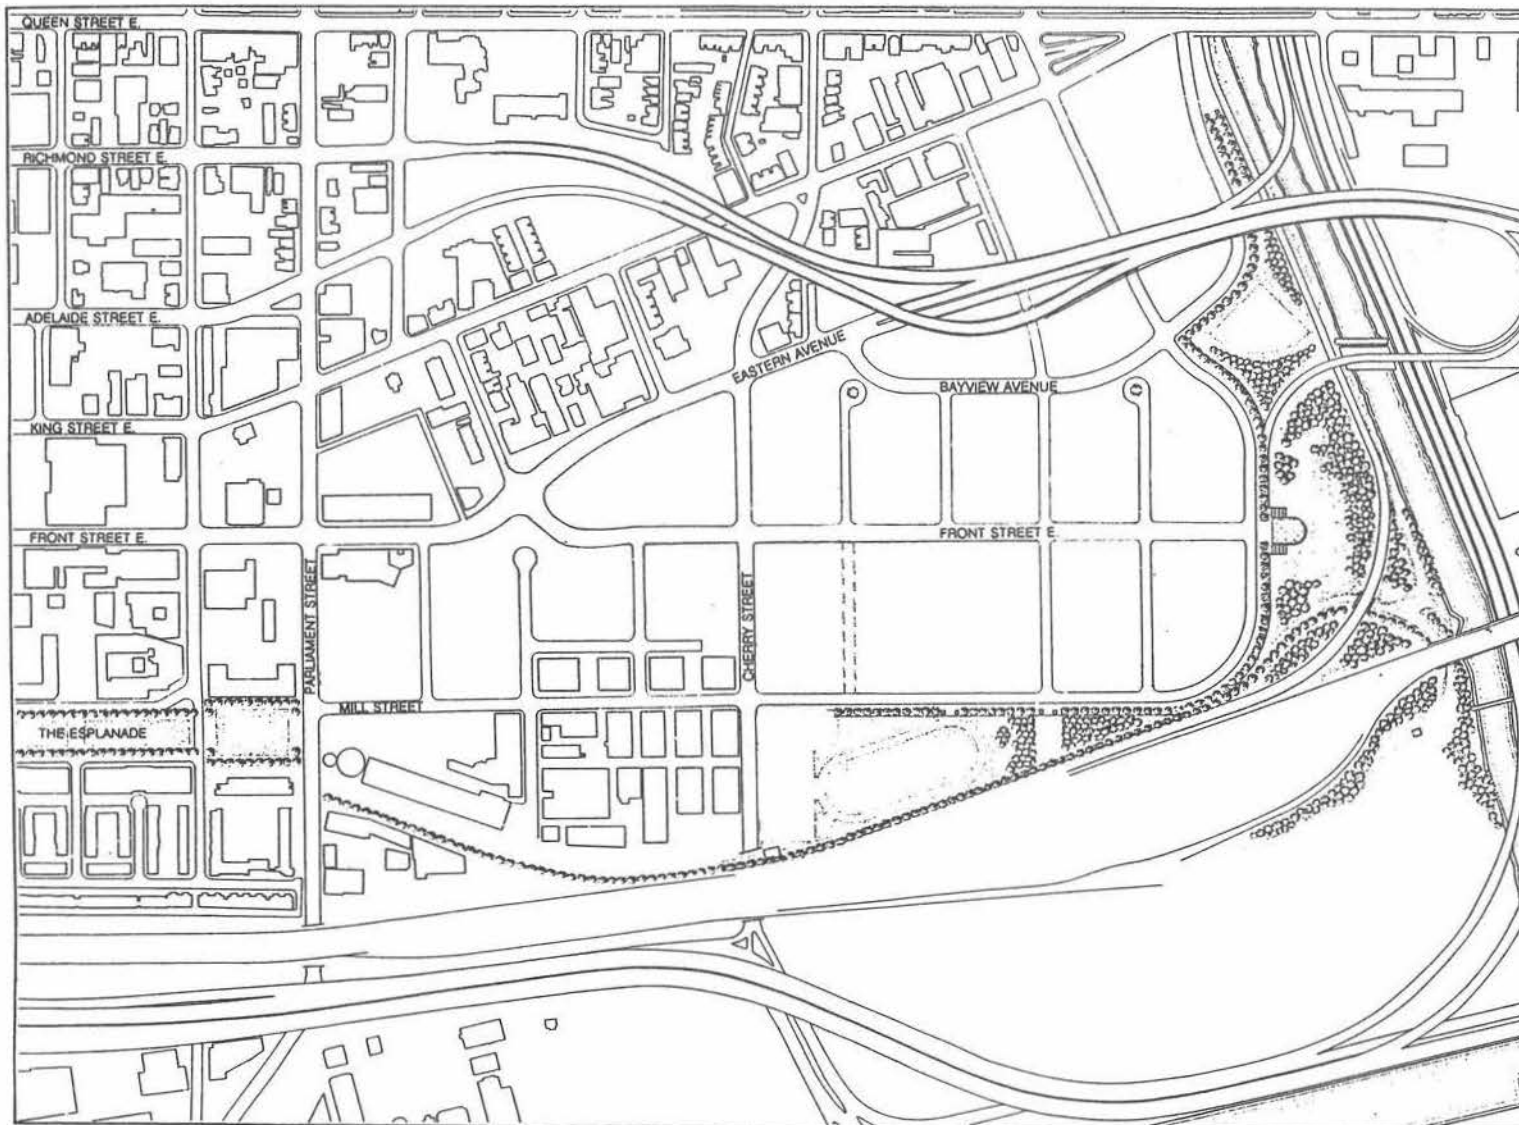 QUEEN STREET E.
RICHMOND STREET E.
ADELAIDE STREET E.
EASTERN AVENUE
BAYVIEW AVENUE
KING STREET E.
FRONT STREET E.
FRONT STREET E.
PARLIAMENT STREET
CHERRY STREET
MILL STREET
THE ESPLANADE